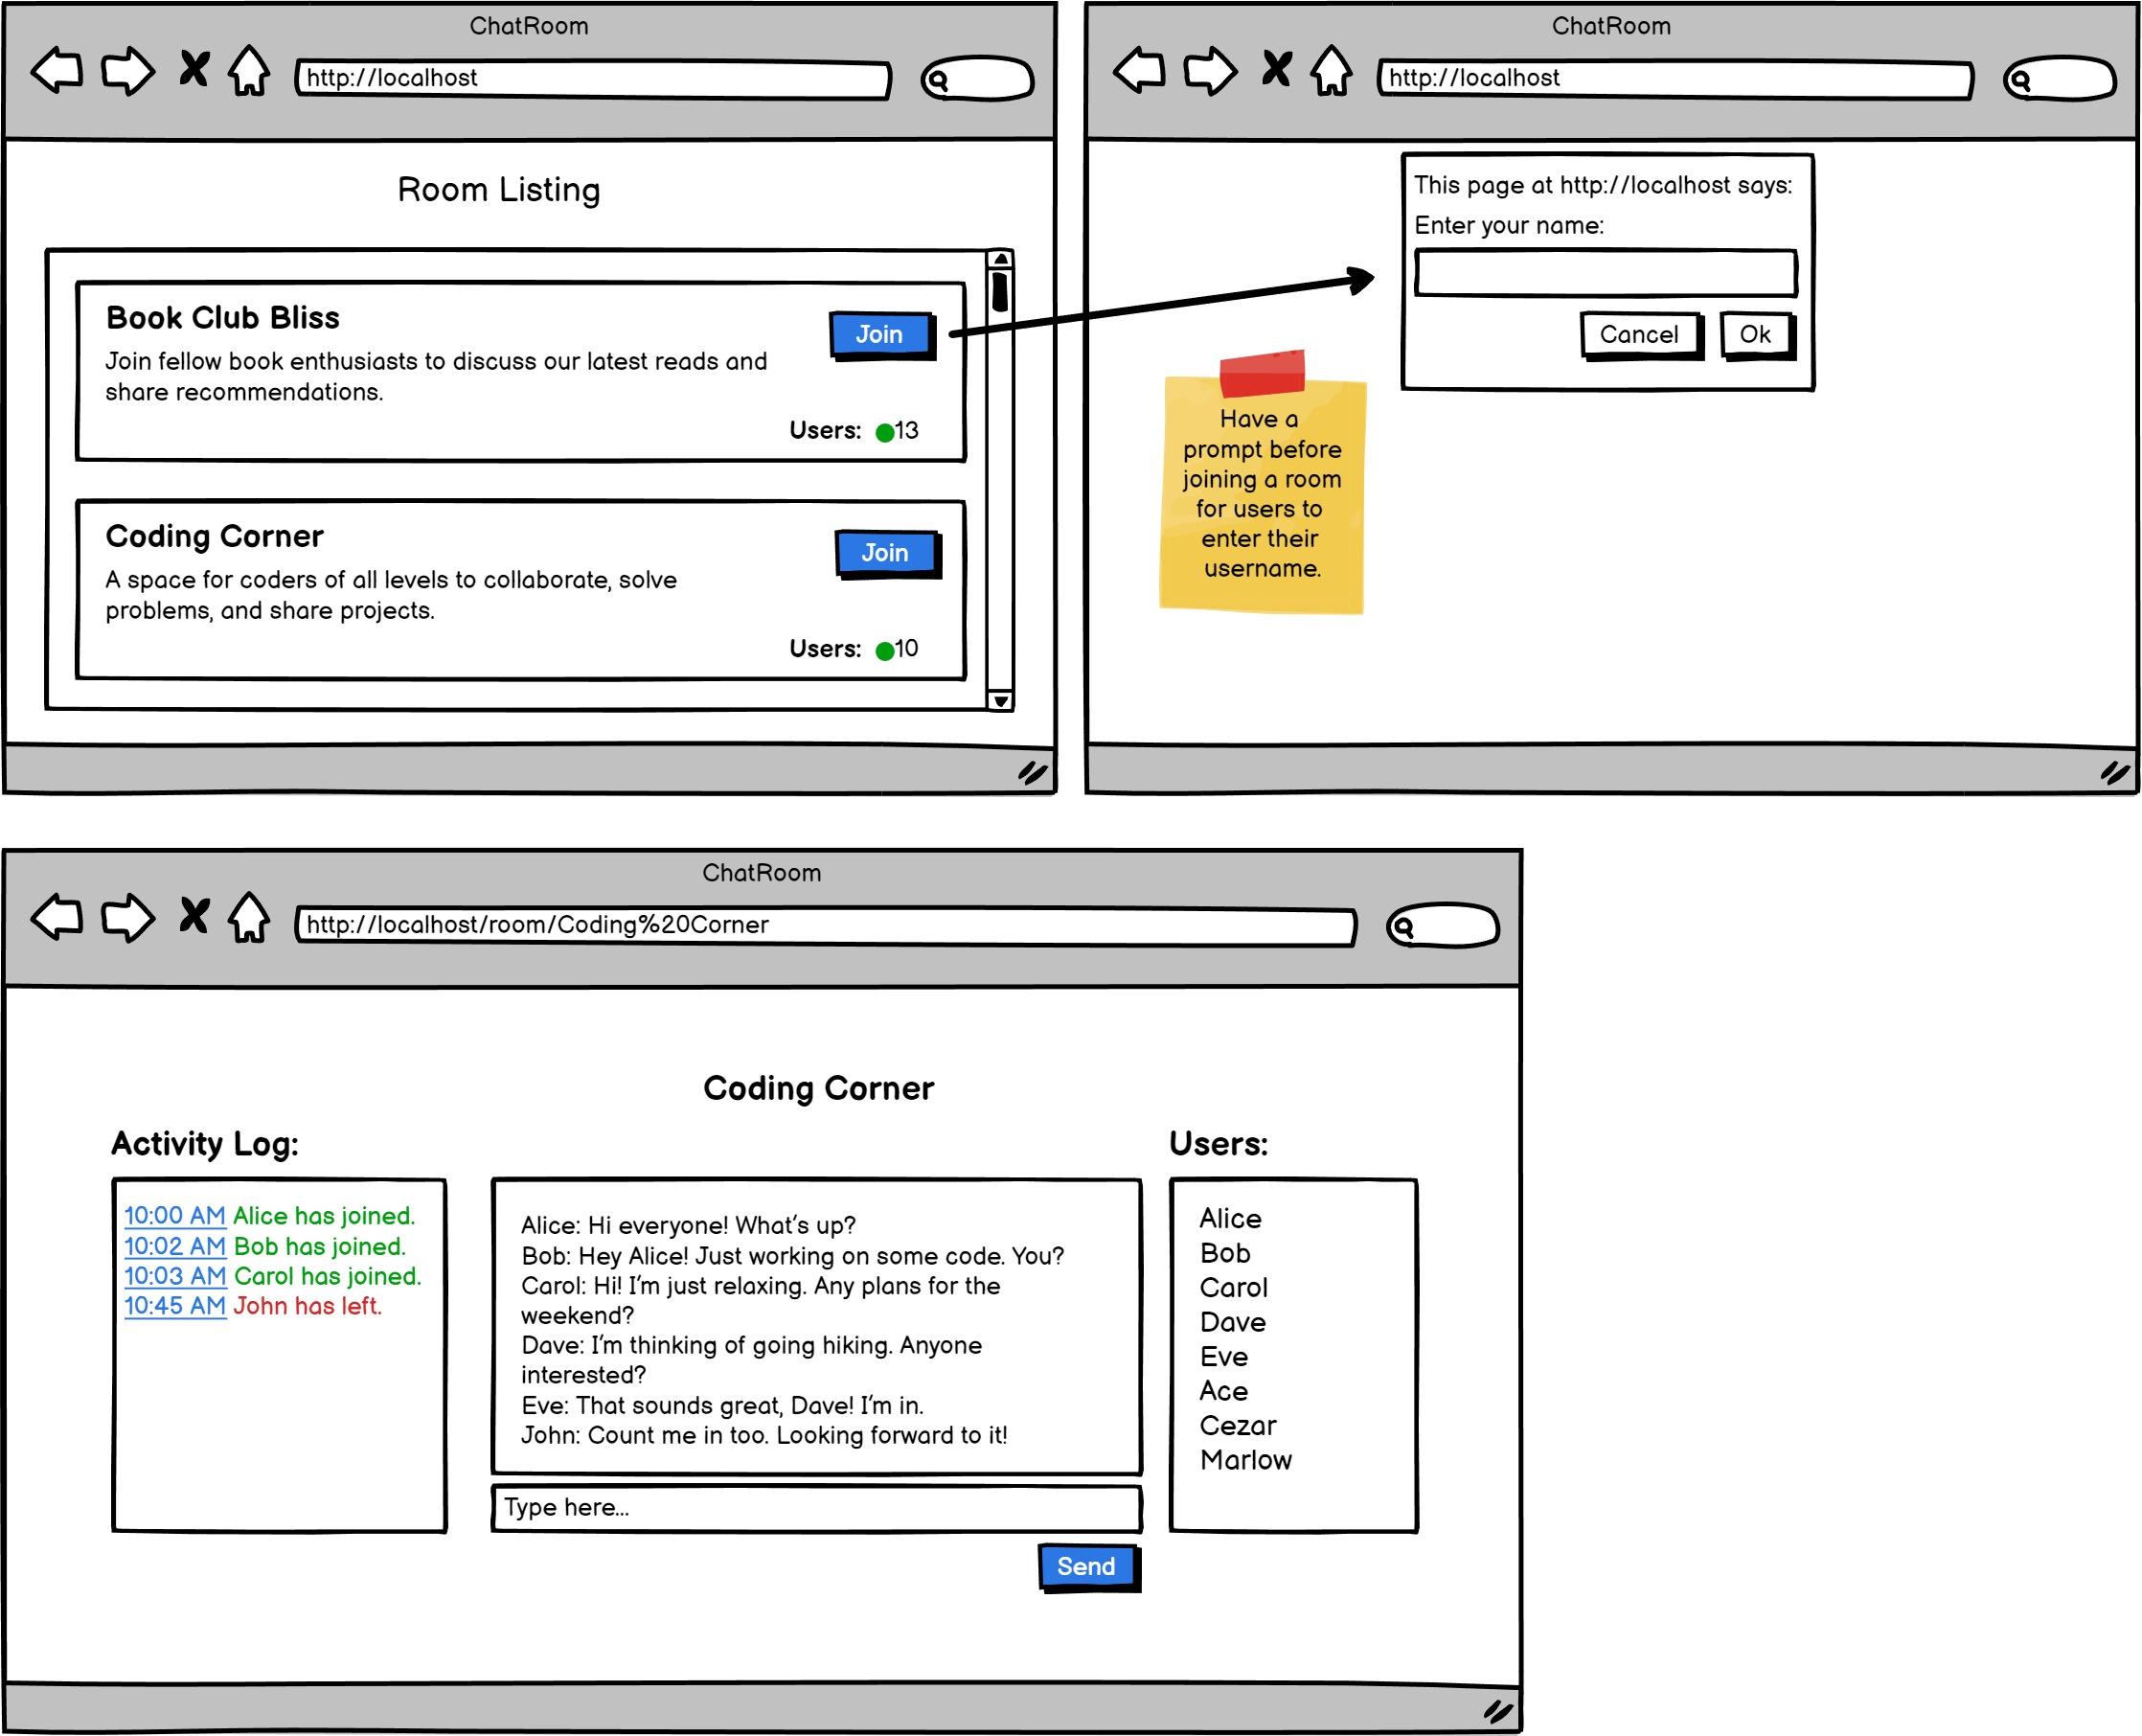 ChatRoom
http://localhost
Room Listing
Book Club Bliss
Join
Join fellow book enthusiasts to discuss our latest reads and
share recommendations.
Users: 13
Coding Corner
Join
A space for coders of all levels to collaborate, solve
problems, and share projects.
Users: 10
ChatRoom
http://localhost
This page at http://localhost says:
Enter your name:
Cancel
Ok
Have a
prompt before
joining a room
for users to
enter their
username.
ChatRoom
http://localhost/room/Coding%20Corner
Coding Corner
Activity Log:
10:00 AM Alice has joined.
10:02 AM Bob has joined.
10:03 AM Carol has joined.
10:45 AM John has left.
Alice: Hi everyone! What's up?
Bob: Hey Alice! Just working on some code. You?
Carol: Hi! I'm just relaxing. Any plans for the
weekend?
Dave: I'm thinking of going hiking. Anyone
interested?
Eve: That sounds great, Dave! I'm in.
John: Count me in too. Looking forward to it!
Type here...
Send
Users:
Alice
Bob
Carol
Dave
Eve
Ace
Cezar
Marlow